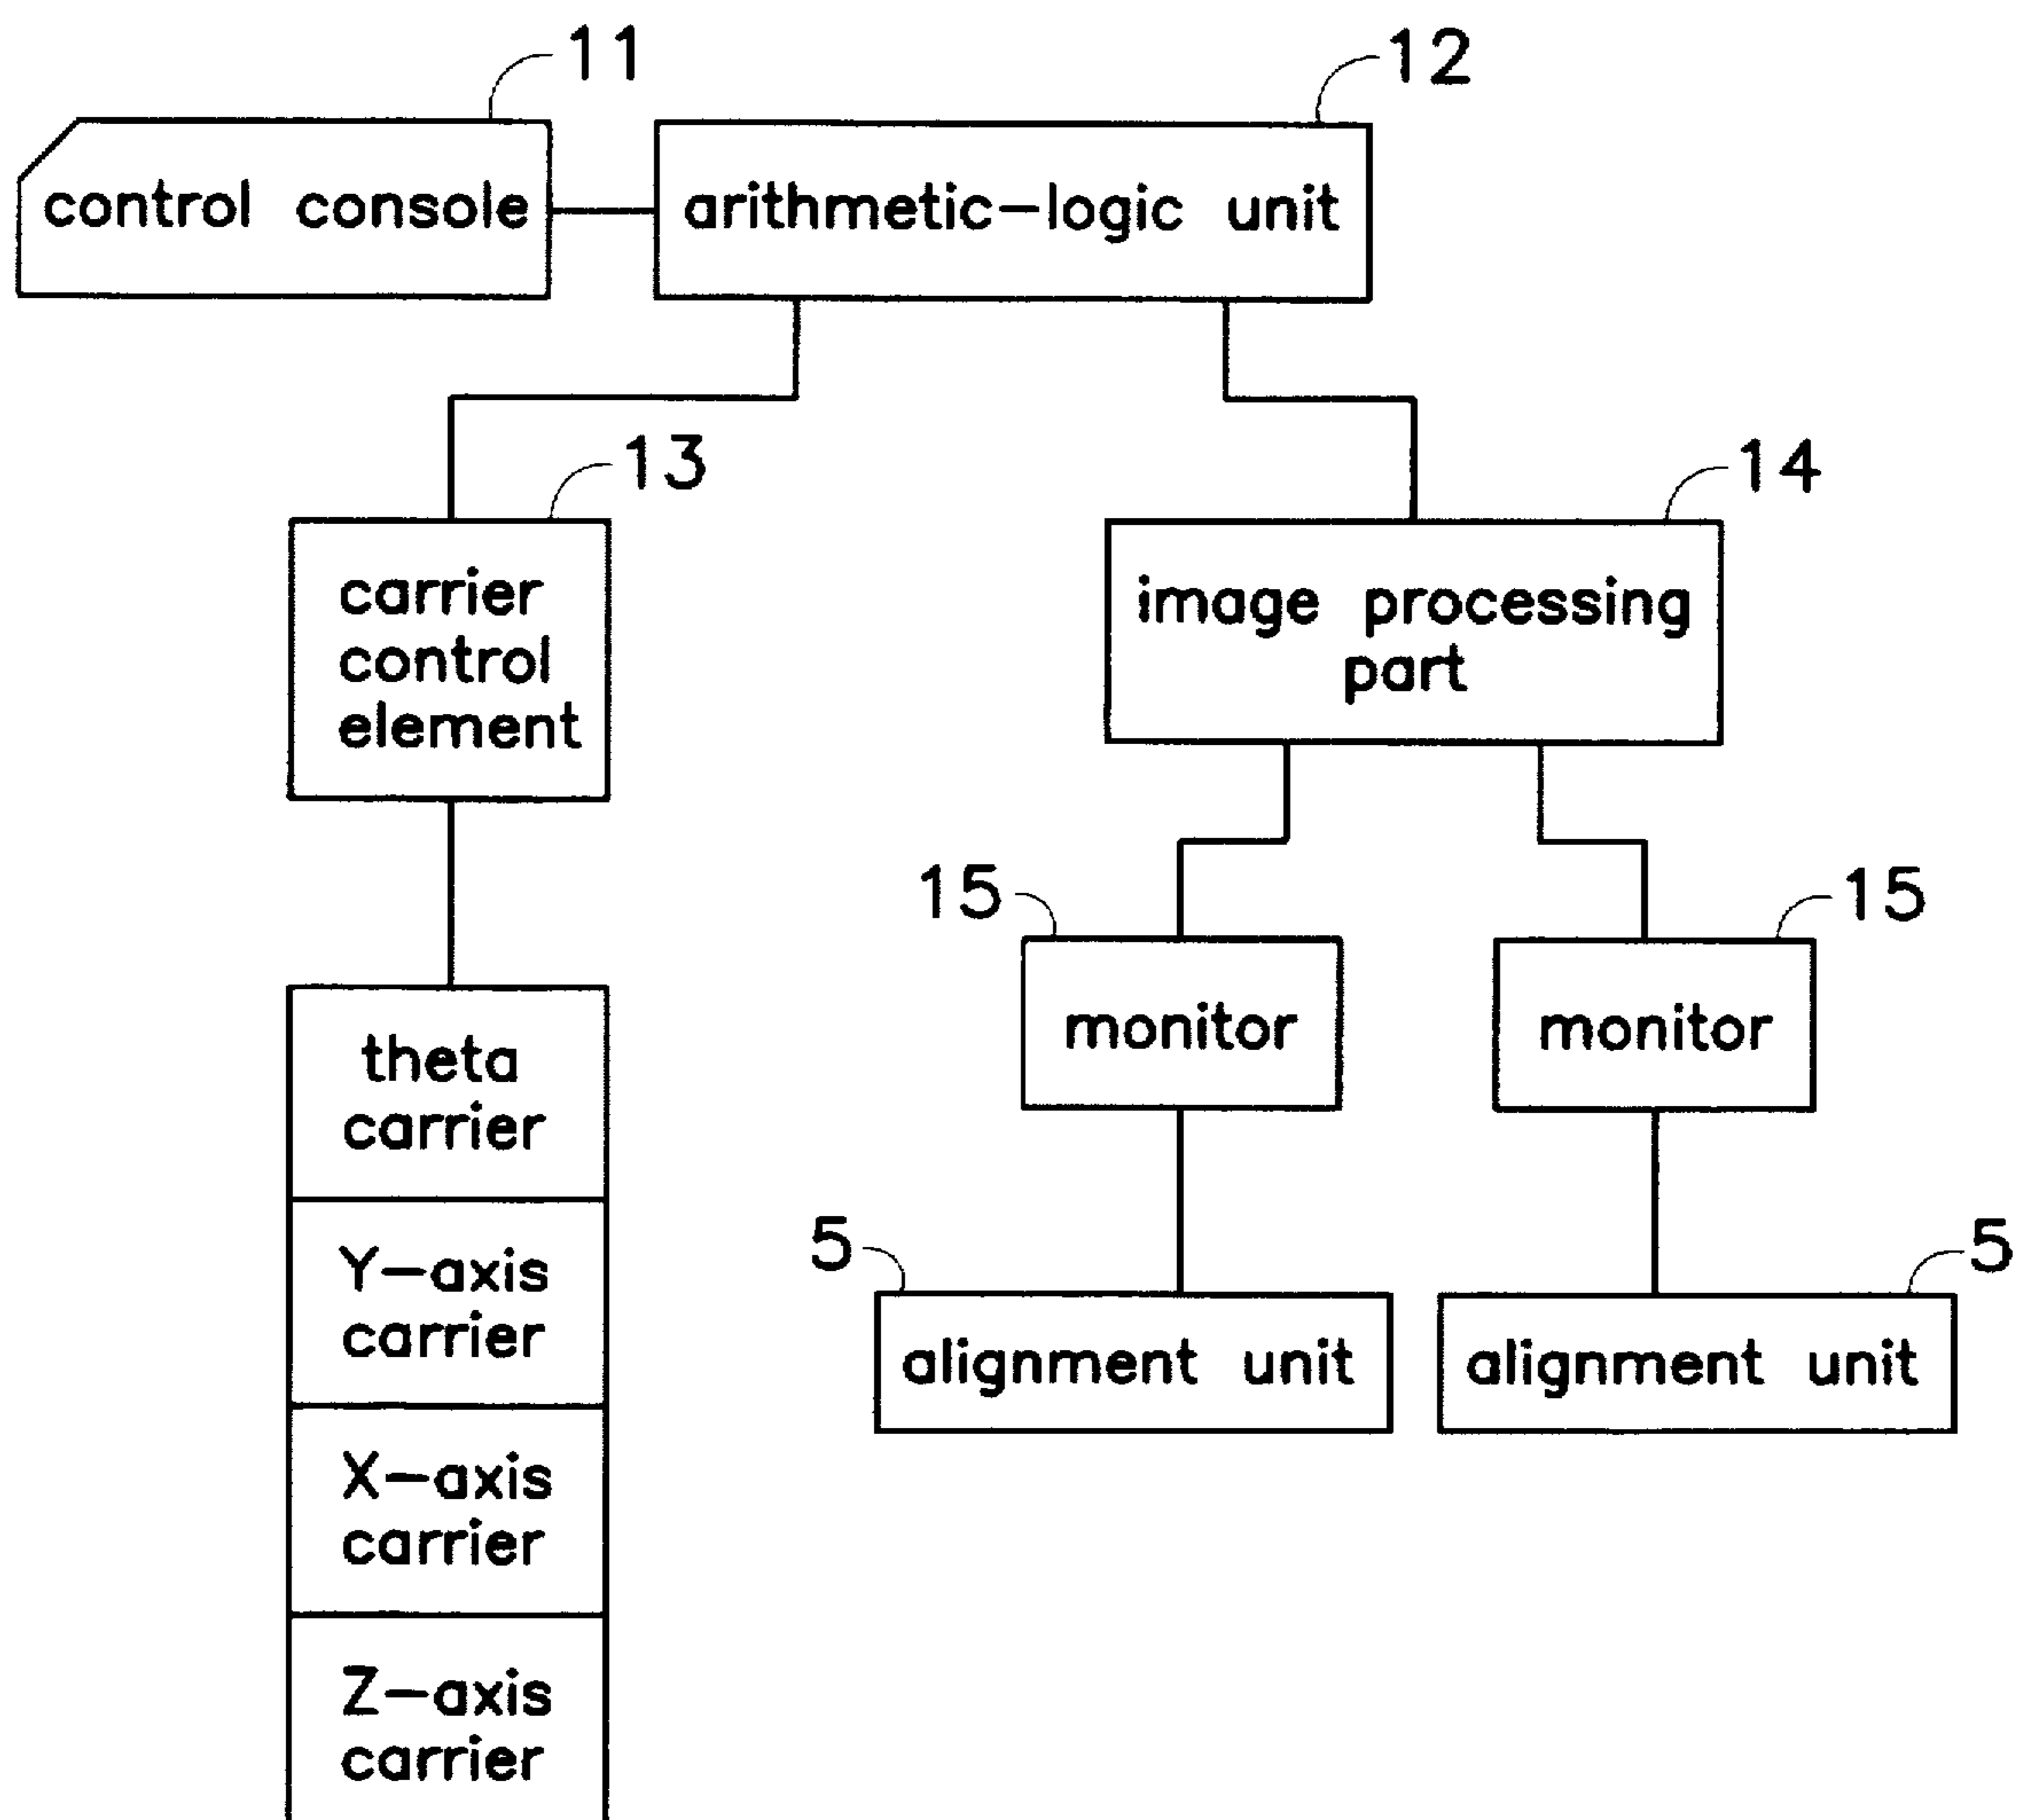 11
12
control console
arithmetic-logic unit
13
14
carrier
control
element
image processing
part
15
15
monitor
monitor
theta
carrier
5
5
Y-axis
carrier
alignment unit
alignment unit
X-axis
carrier
Z-axis
carrier